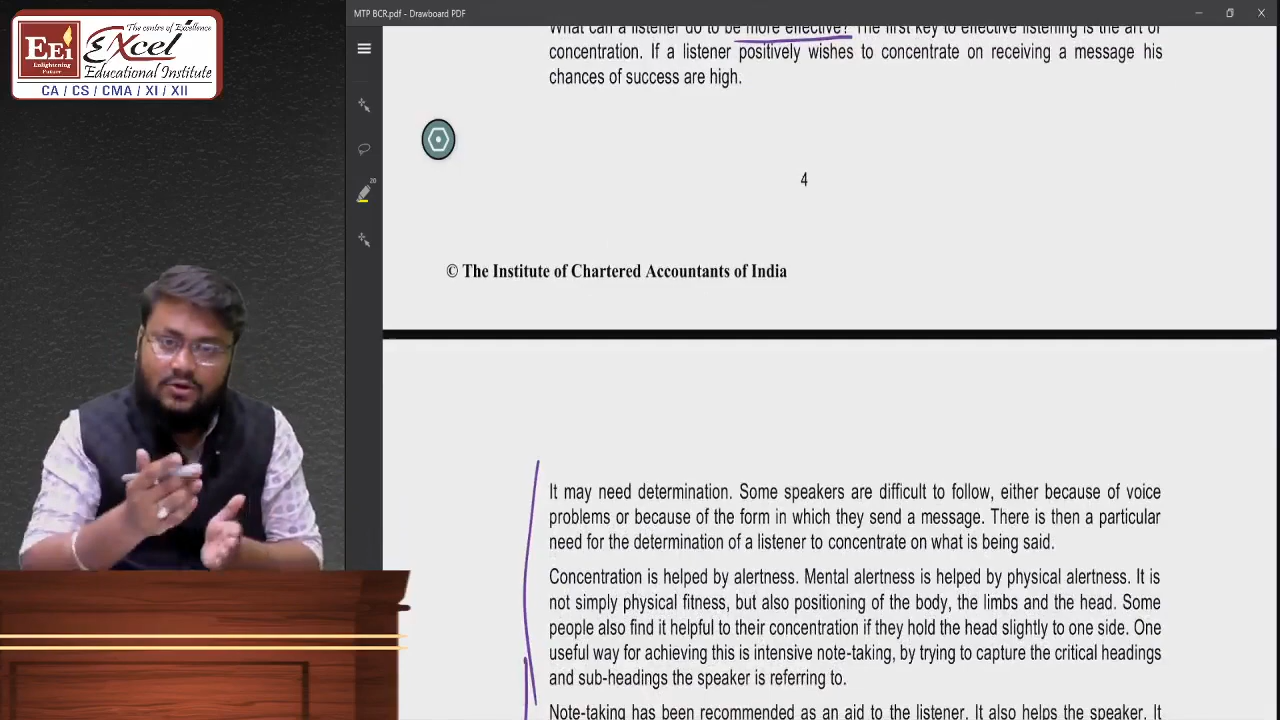 The centre of Excellence
EEi
Enlightening
Future
eXcel
Educational Institute
CA / CS / CMA / XI / XII
MTP BCR.pdf - Drawboard PDF
20
What can a listener do to be more effective? The first key to effective listening is the art of
concentration. If a listener positively wishes to concentrate on receiving a message his
chances of success are high.
4
© The Institute of Chartered Accountants of India
It may need determination. Some speakers are difficult to follow, either because of voice
problems or because of the form in which they send a message. There is then a particular
need for the determination of a listener to concentrate on what is being said.
Concentration is helped by alertness. Mental alertness is helped by physical alertness. It is
not simply physical fitness, but also positioning of the body, the limbs and the head. Some
people also find it helpful to their concentration if they hold the head slightly to one side. One
useful way for achieving this is intensive note-taking, by trying to capture the critical headings
and sub-headings the speaker is referring to.
Note-taking has been recommended as an aid to the listener. It also helps the speaker. It